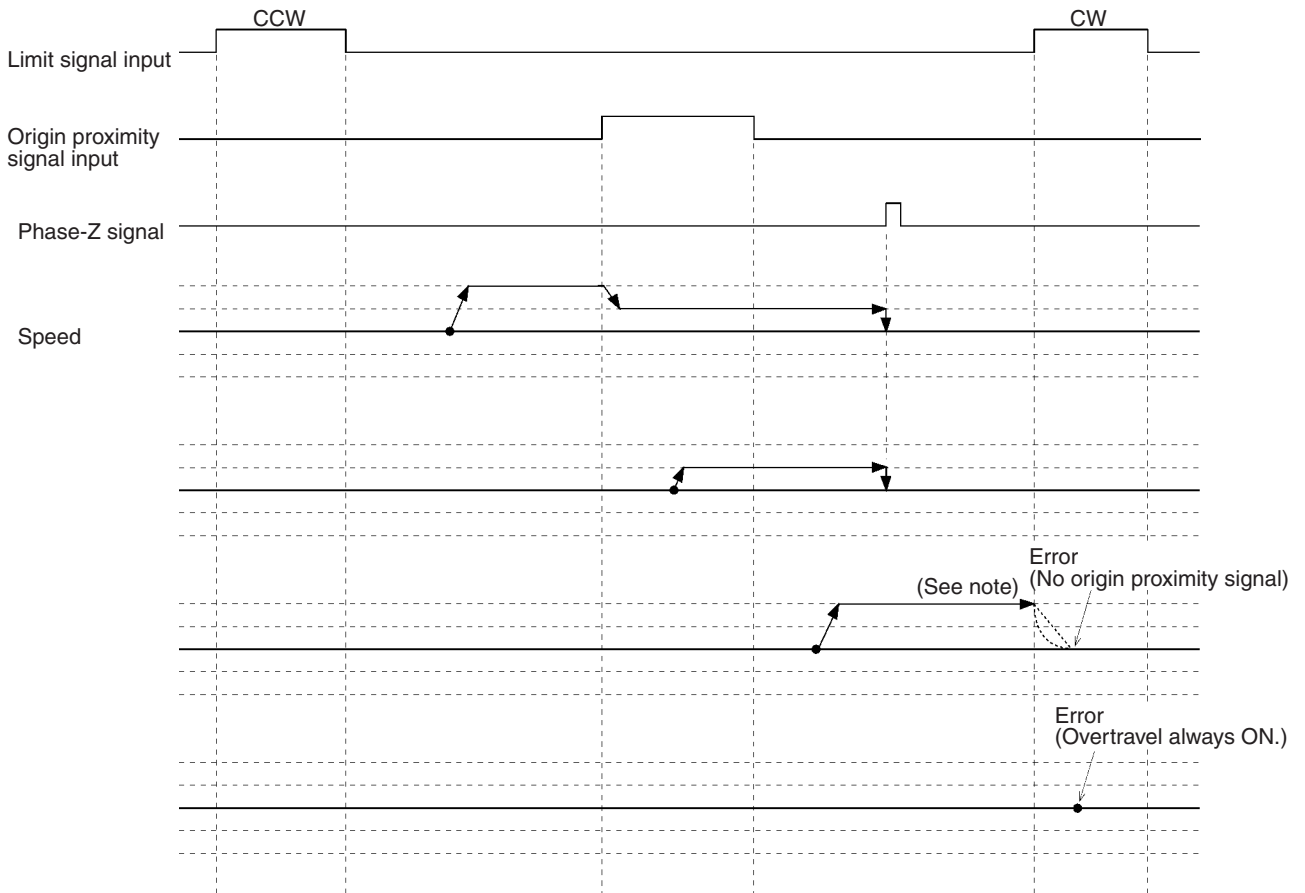 CCW
CW
Limit signal input
Origin proximity
signal input
Phase-Z signal
Speed
Error
(No origin proximity signal)
(See note)
Error
(Overtravel always ON.)